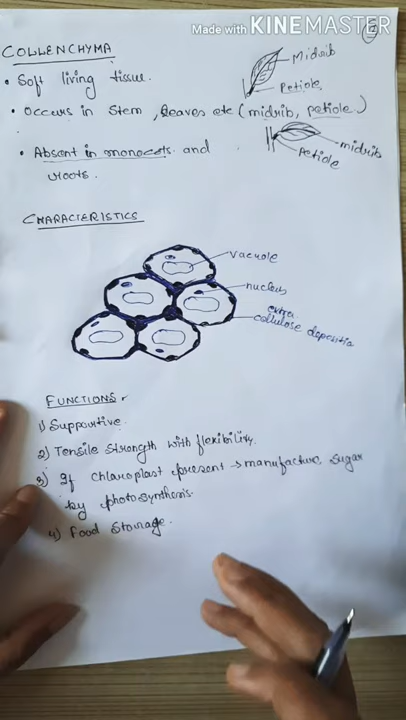 Made with KINEMASTER
COLLENCHYMA
• Soft living tissue.
Midrib
Petiole
• Occurs in Stem, Leaves etc (midrib, petiole)
• Absent in monocots and
roots.
midrib
Petiole
CHARACTERISTICS
vacuole
nucleus
extra
cellulose depositio
FUNCTIONS
1) Supportive.
2) Tensile Strength with flexibility.
3) If Chloroplast present → manufacture sugar
by photosynthesis.
4) Food Storage.